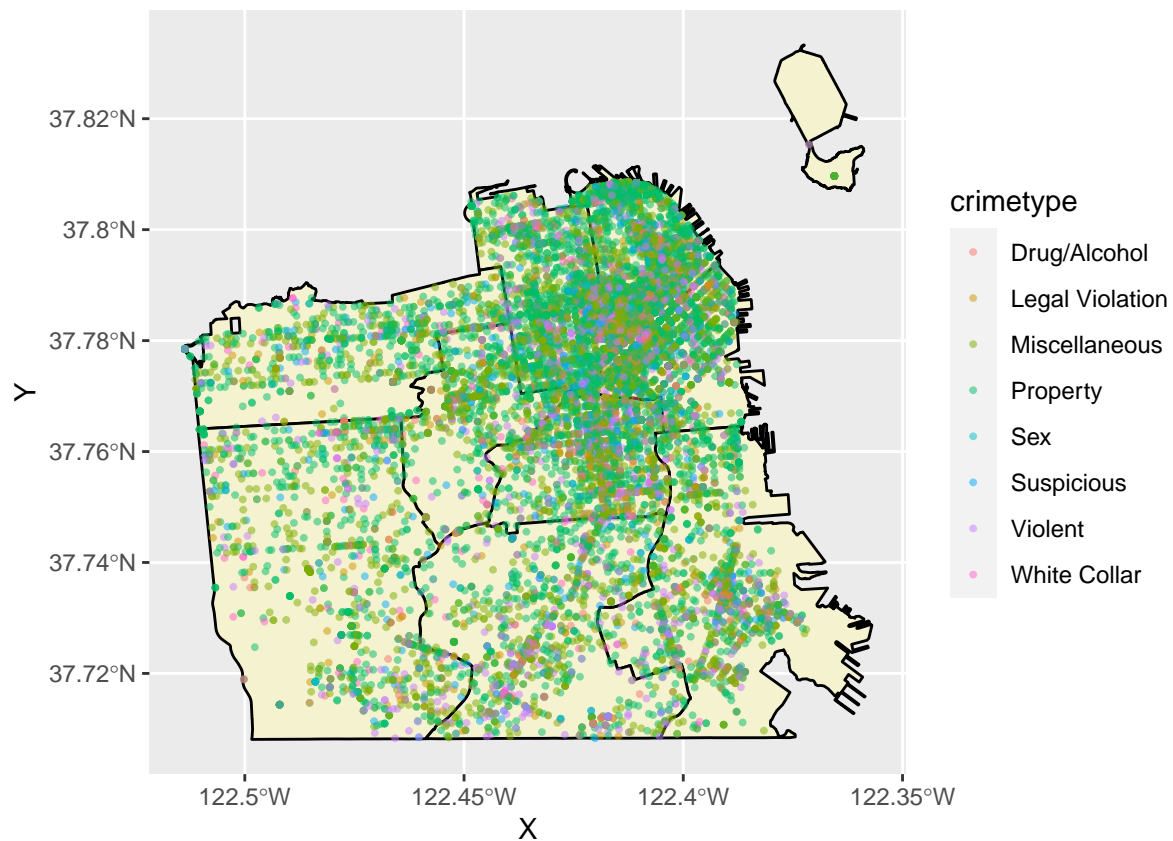 37.82°N
37.8°N
37.78°N
37.76°N
37.74°N
37.72°N
Y
122.5°W
122.45°W
122.4°W
122.35°W
X
crimetype
Drug/Alcohol
Legal Violation
Miscellaneous
Property
Sex
Suspicious
Violent
White Collar